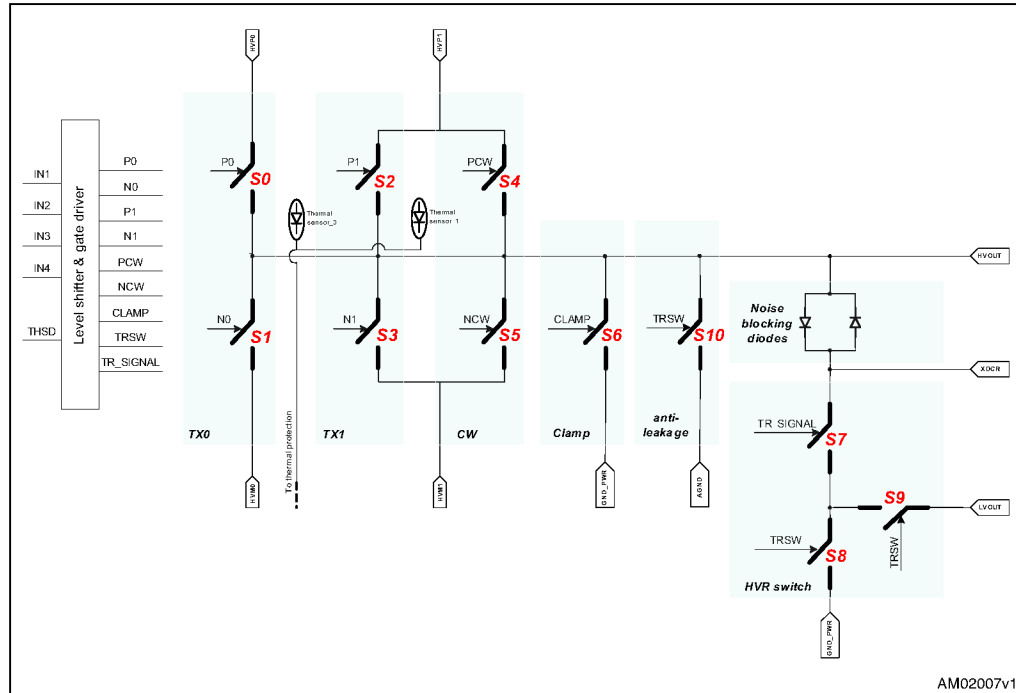 HVP0
HVP1
Level shifter & gate driver
IN1
IN2
IN3
IN4
THSD
P0
N0
P1
N1
PCW
NCW
CLAMP
TRSW
TR_SIGNAL
P0
S0
P1
S2
PCW
S4
Thermal
sensor_3
Thermal
sensor_1
HVOUT
N0
S1
N1
S3
NCW
S5
CLAMP
S6
TRSW
S10
Noise
blocking
diodes
XDCR
TX0
To thermal protection
TX1
CW
Clamp
anti-
leakage
TR SIGNAL
S7
HVM0
HVM1
GND_PWR
AGND
S9
LVOUT
TRSW
S8
TRSW
HVR switch
GND_PWR
AM02007v1